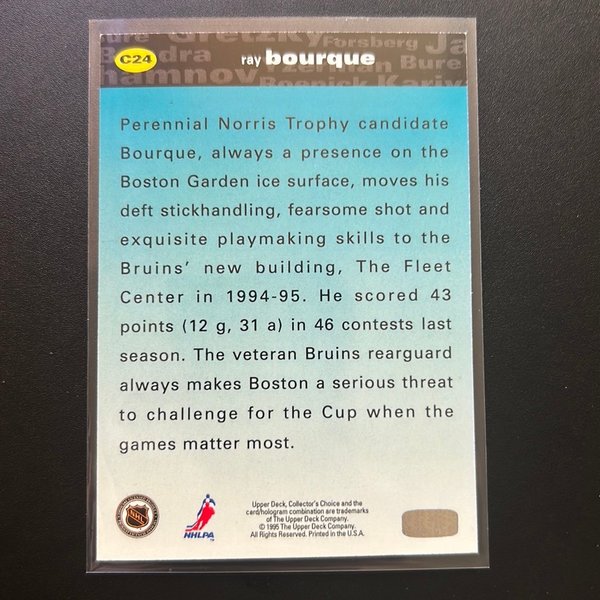 Bure Gretzky Forsberg Ja
C24
ray bourque
Bure
Perennial Norris Trophy candidate
Bourque, always a presence on the
Boston Garden ice surface, moves his
deft stickhandling, fearsome shot and
exquisite playmaking skills to the
Bruins' new building, The Fleet
Center in 1994-95. He scored 43
points (12 g, 31 a) in 46 contests last
season. The veteran Bruins rearguard
always makes Boston a serious threat
to challenge for the Cup when the
games matter most.
NHL
NHLPA
Upper Deck, Collector's Choice and the
card/hologram combination are trademarks
of The Upper Deck Company.
© 1995 The Upper Deck Company.
All Rights Reserved. Printed in the U.S.A.